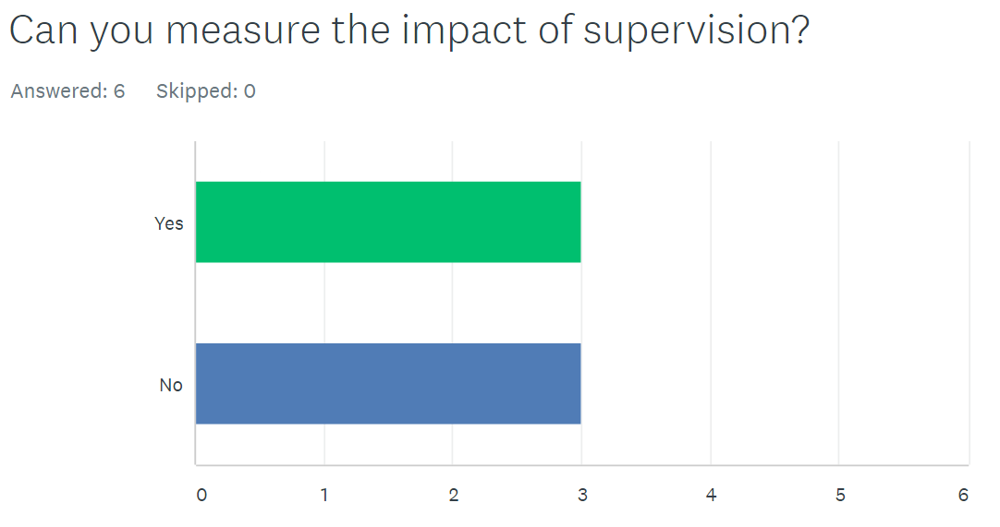 Can you measure the impact of supervision?
Answered: 6 Skipped: 0
Yes
No
0 1 2 3 4 5 6